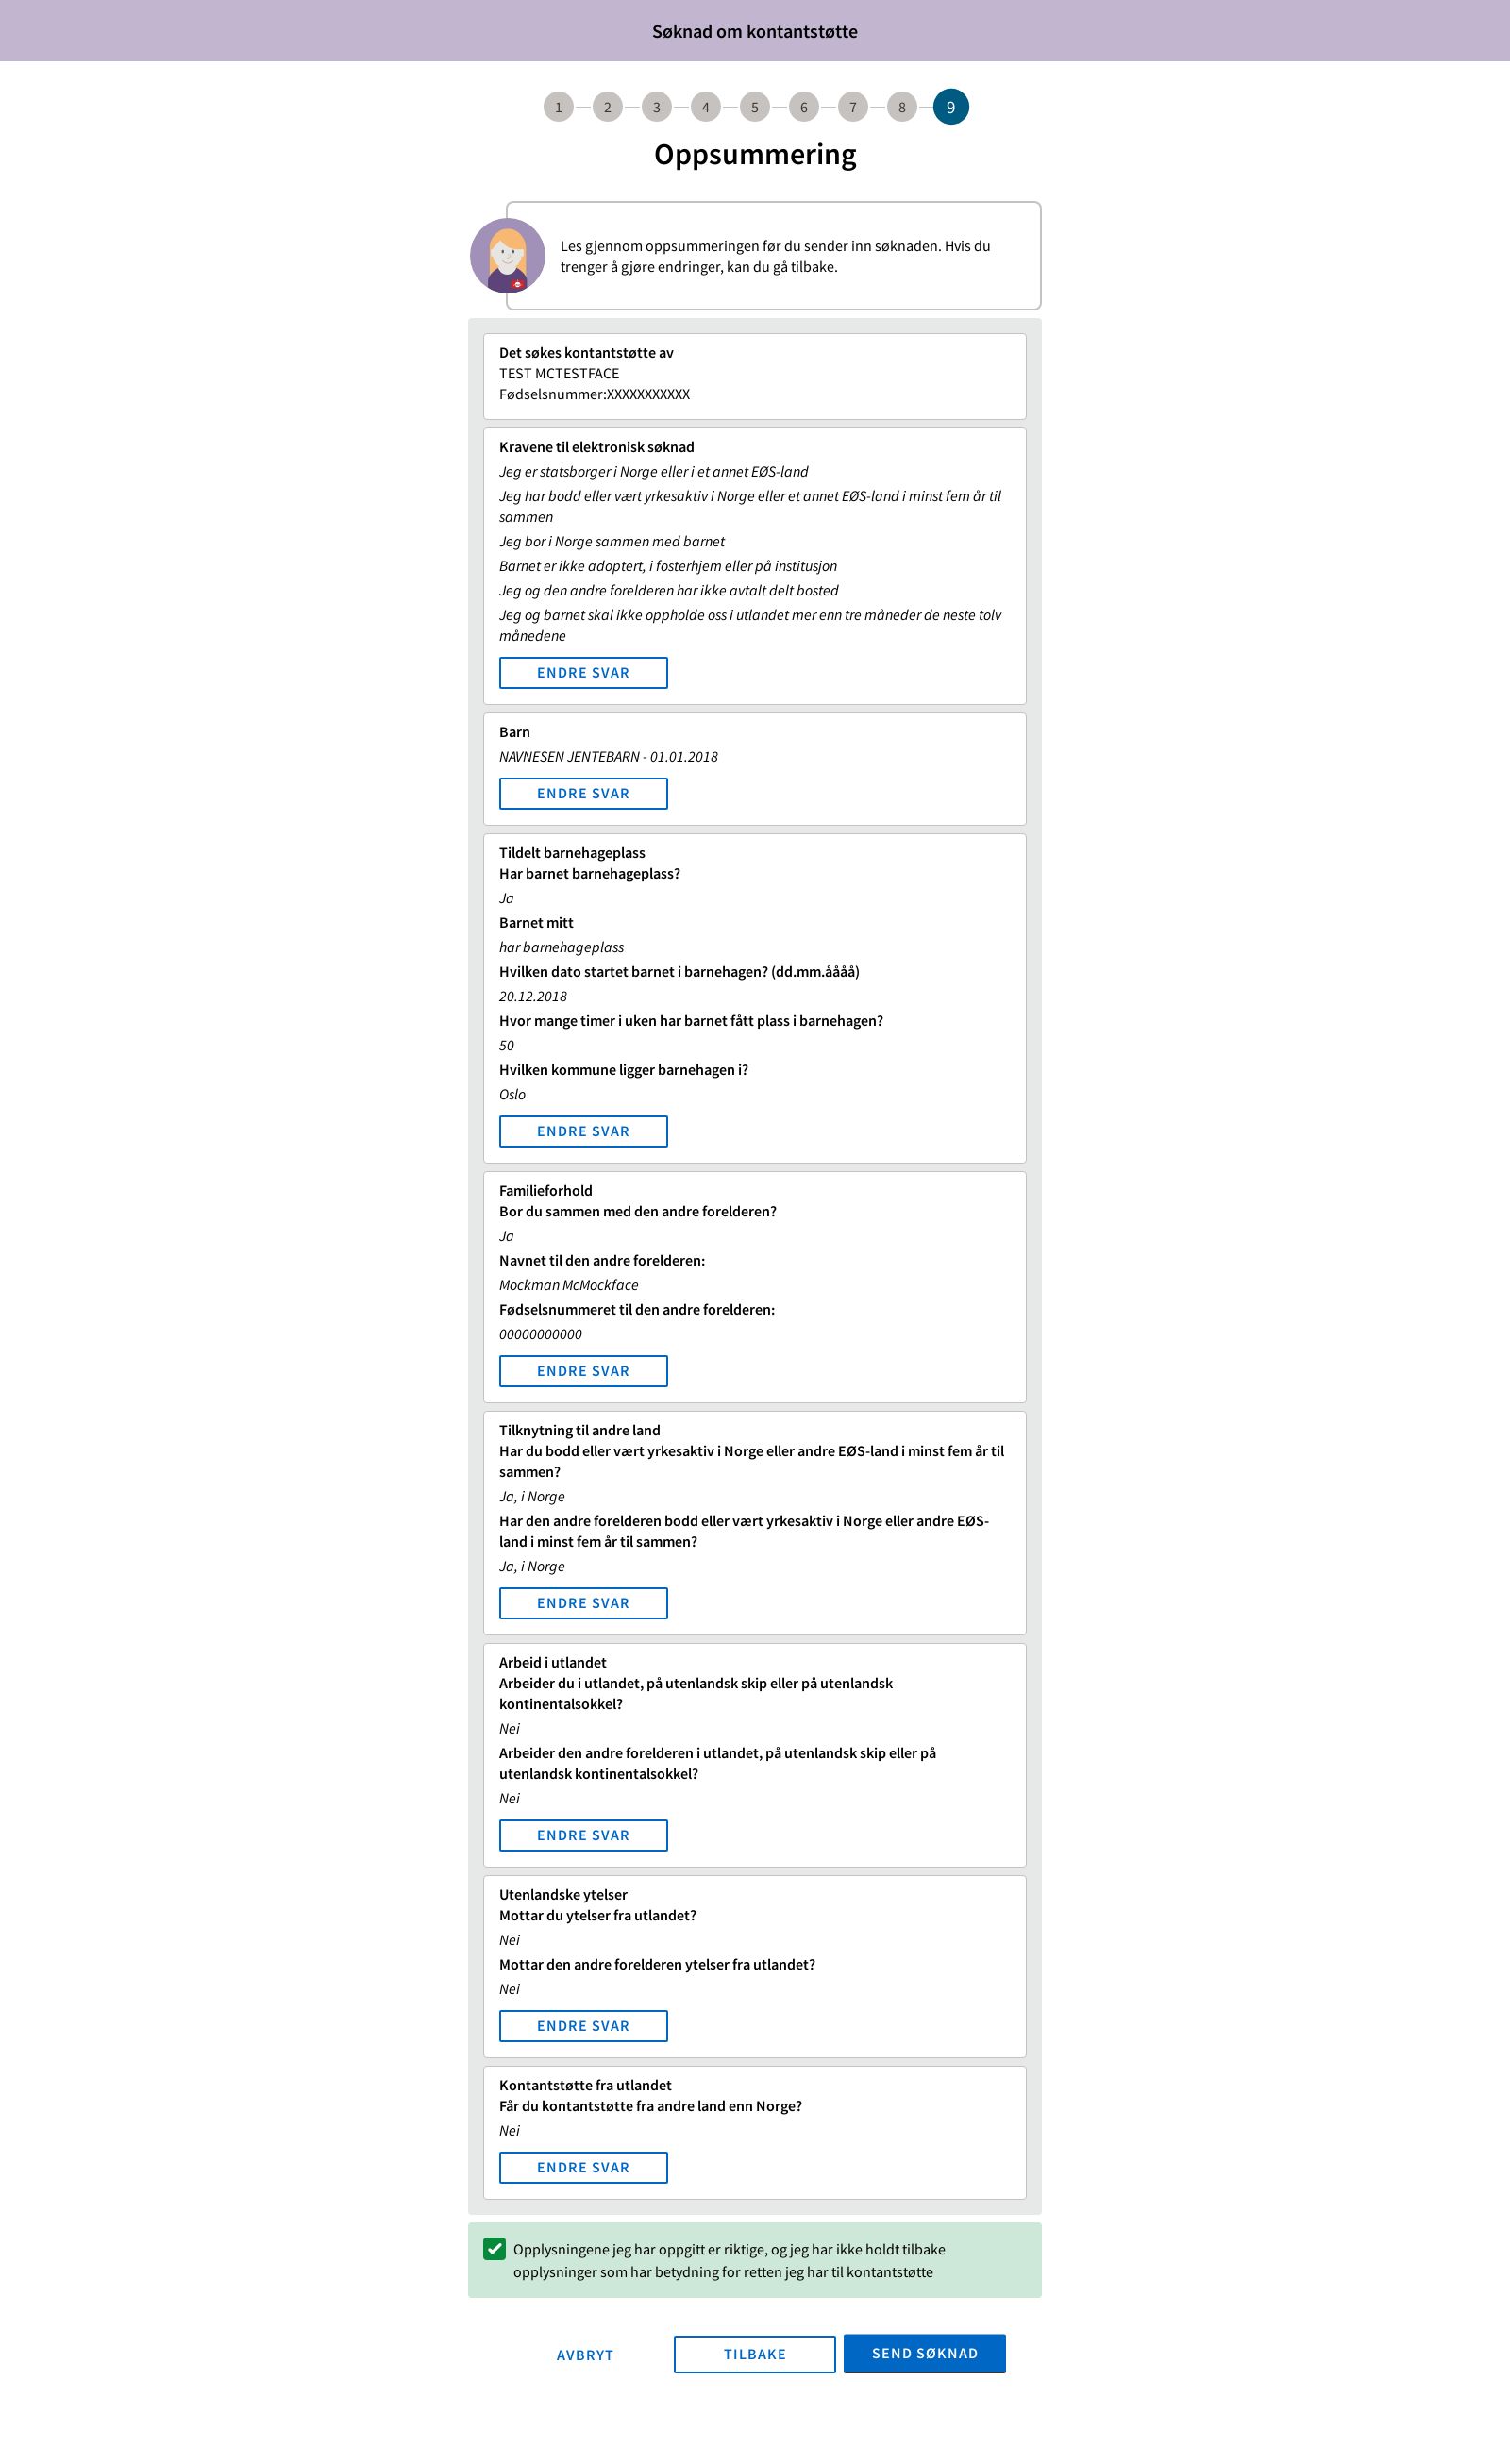 Søknad om kontantstøtte
1 2 3 4 5 6 7 8 9
Oppsummering
Les gjennom oppsummeringen før du sender inn søknaden. Hvis du
trenger å gjøre endringer, kan du gå tilbake.
Det søkes kontantstøtte av
TEST MCTESTFACE
Fødselsnummer:XXXXXXXXXXX
Kravene til elektronisk søknad
Jeg er statsborger i Norge eller i et annet EØS-land
Jeg har bodd eller vært yrkesaktiv i Norge eller et annet EØS-land i minst fem år til
sammen
Jeg bor i Norge sammen med barnet
Barnet er ikke adoptert, i fosterhjem eller på institusjon
Jeg og den andre forelderen har ikke avtalt delt bosted
Jeg og barnet skal ikke oppholde oss i utlandet mer enn tre måneder de neste tolv
månedene
ENDRE SVAR
Barn
NAVNESEN JENTEBARN - 01.01.2018
ENDRE SVAR
Tildelt barnehageplass
Har barnet barnehageplass?
Ja
Barnet mitt
har barnehageplass
Hvilken dato startet barnet i barnehagen? (dd.mm.åååå)
20.12.2018
Hvor mange timer i uken har barnet fått plass i barnehagen?
50
Hvilken kommune ligger barnehagen i?
Oslo
ENDRE SVAR
Familieforhold
Bor du sammen med den andre forelderen?
Ja
Navnet til den andre forelderen:
Mockman McMockface
Fødselsnummeret til den andre forelderen:
00000000000
ENDRE SVAR
Tilknytning til andre land
Har du bodd eller vært yrkesaktiv i Norge eller andre EØS-land i minst fem år til
sammen?
Ja, i Norge
Har den andre forelderen bodd eller vært yrkesaktiv i Norge eller andre EØS-
land i minst fem år til sammen?
Ja, i Norge
ENDRE SVAR
Arbeid i utlandet
Arbeider du i utlandet, på utenlandsk skip eller på utenlandsk
kontinentalsokkel?
Nei
Arbeider den andre forelderen i utlandet, på utenlandsk skip eller på
utenlandsk kontinentalsokkel?
Nei
ENDRE SVAR
Utenlandske ytelser
Mottar du ytelser fra utlandet?
Nei
Mottar den andre forelderen ytelser fra utlandet?
Nei
ENDRE SVAR
Kontantstøtte fra utlandet
Får du kontantstøtte fra andre land enn Norge?
Nei
ENDRE SVAR
Opplysningene jeg har oppgitt er riktige, og jeg har ikke holdt tilbake
opplysninger som har betydning for retten jeg har til kontantstøtte
AVBRYT TILBAKE SEND SØKNAD